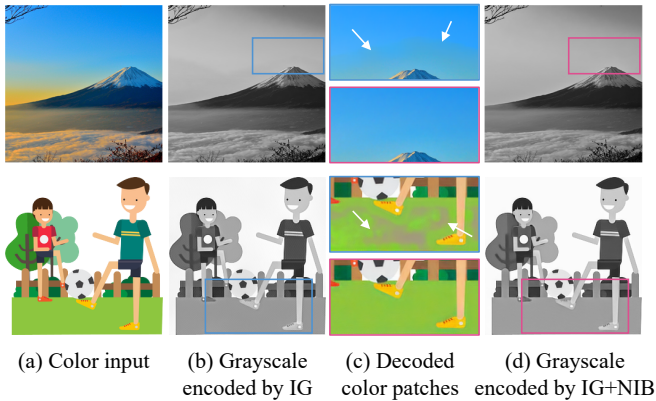 (a) Color input
(b) Grayscale
encoded by IG
(c) Decoded
color patches
(d) Grayscale
encoded by IG+NIB